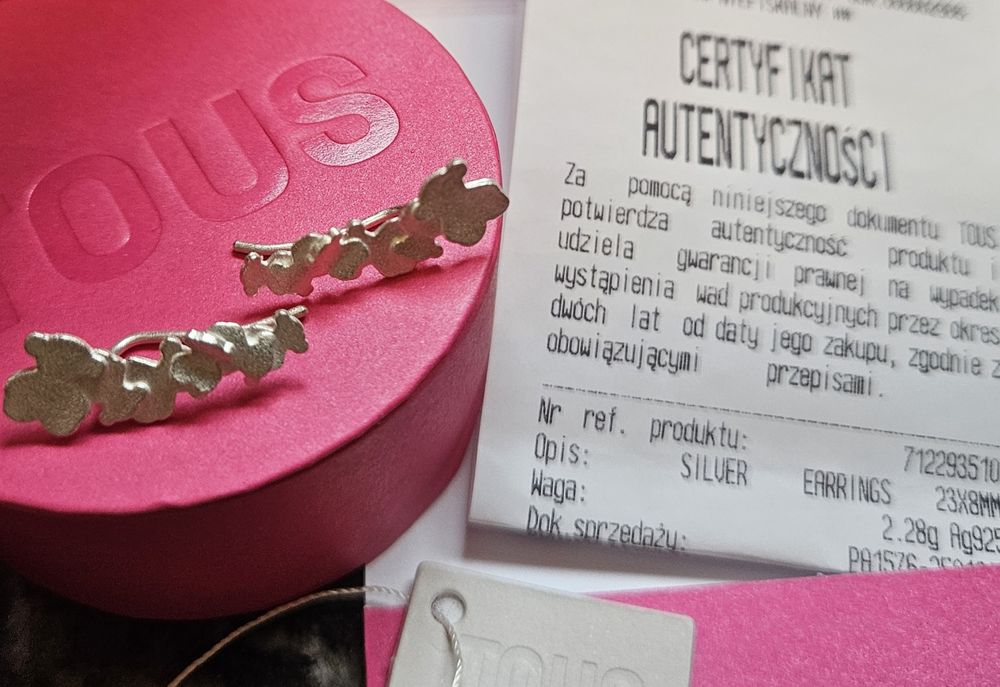 TOUS
CERTYFIKAT
AUTENTYCZNOŚCI
Za pomocą niniejszego dokumentu TOUS
potwierdza autentyczność produktu i
udziela gwarancji prawnej na wypadek
wystąpienia wad produkcyjnych przez okres
dwóch lat od daty jego zakupu, zgodnie z
obowiązującymi przepisami.
Nr ref. produktu:
712293510
Opis: SILVER EARRINGS 23X8MM
Waga: 2.28g Ag925
Dok.sprzedaży:
TOUS